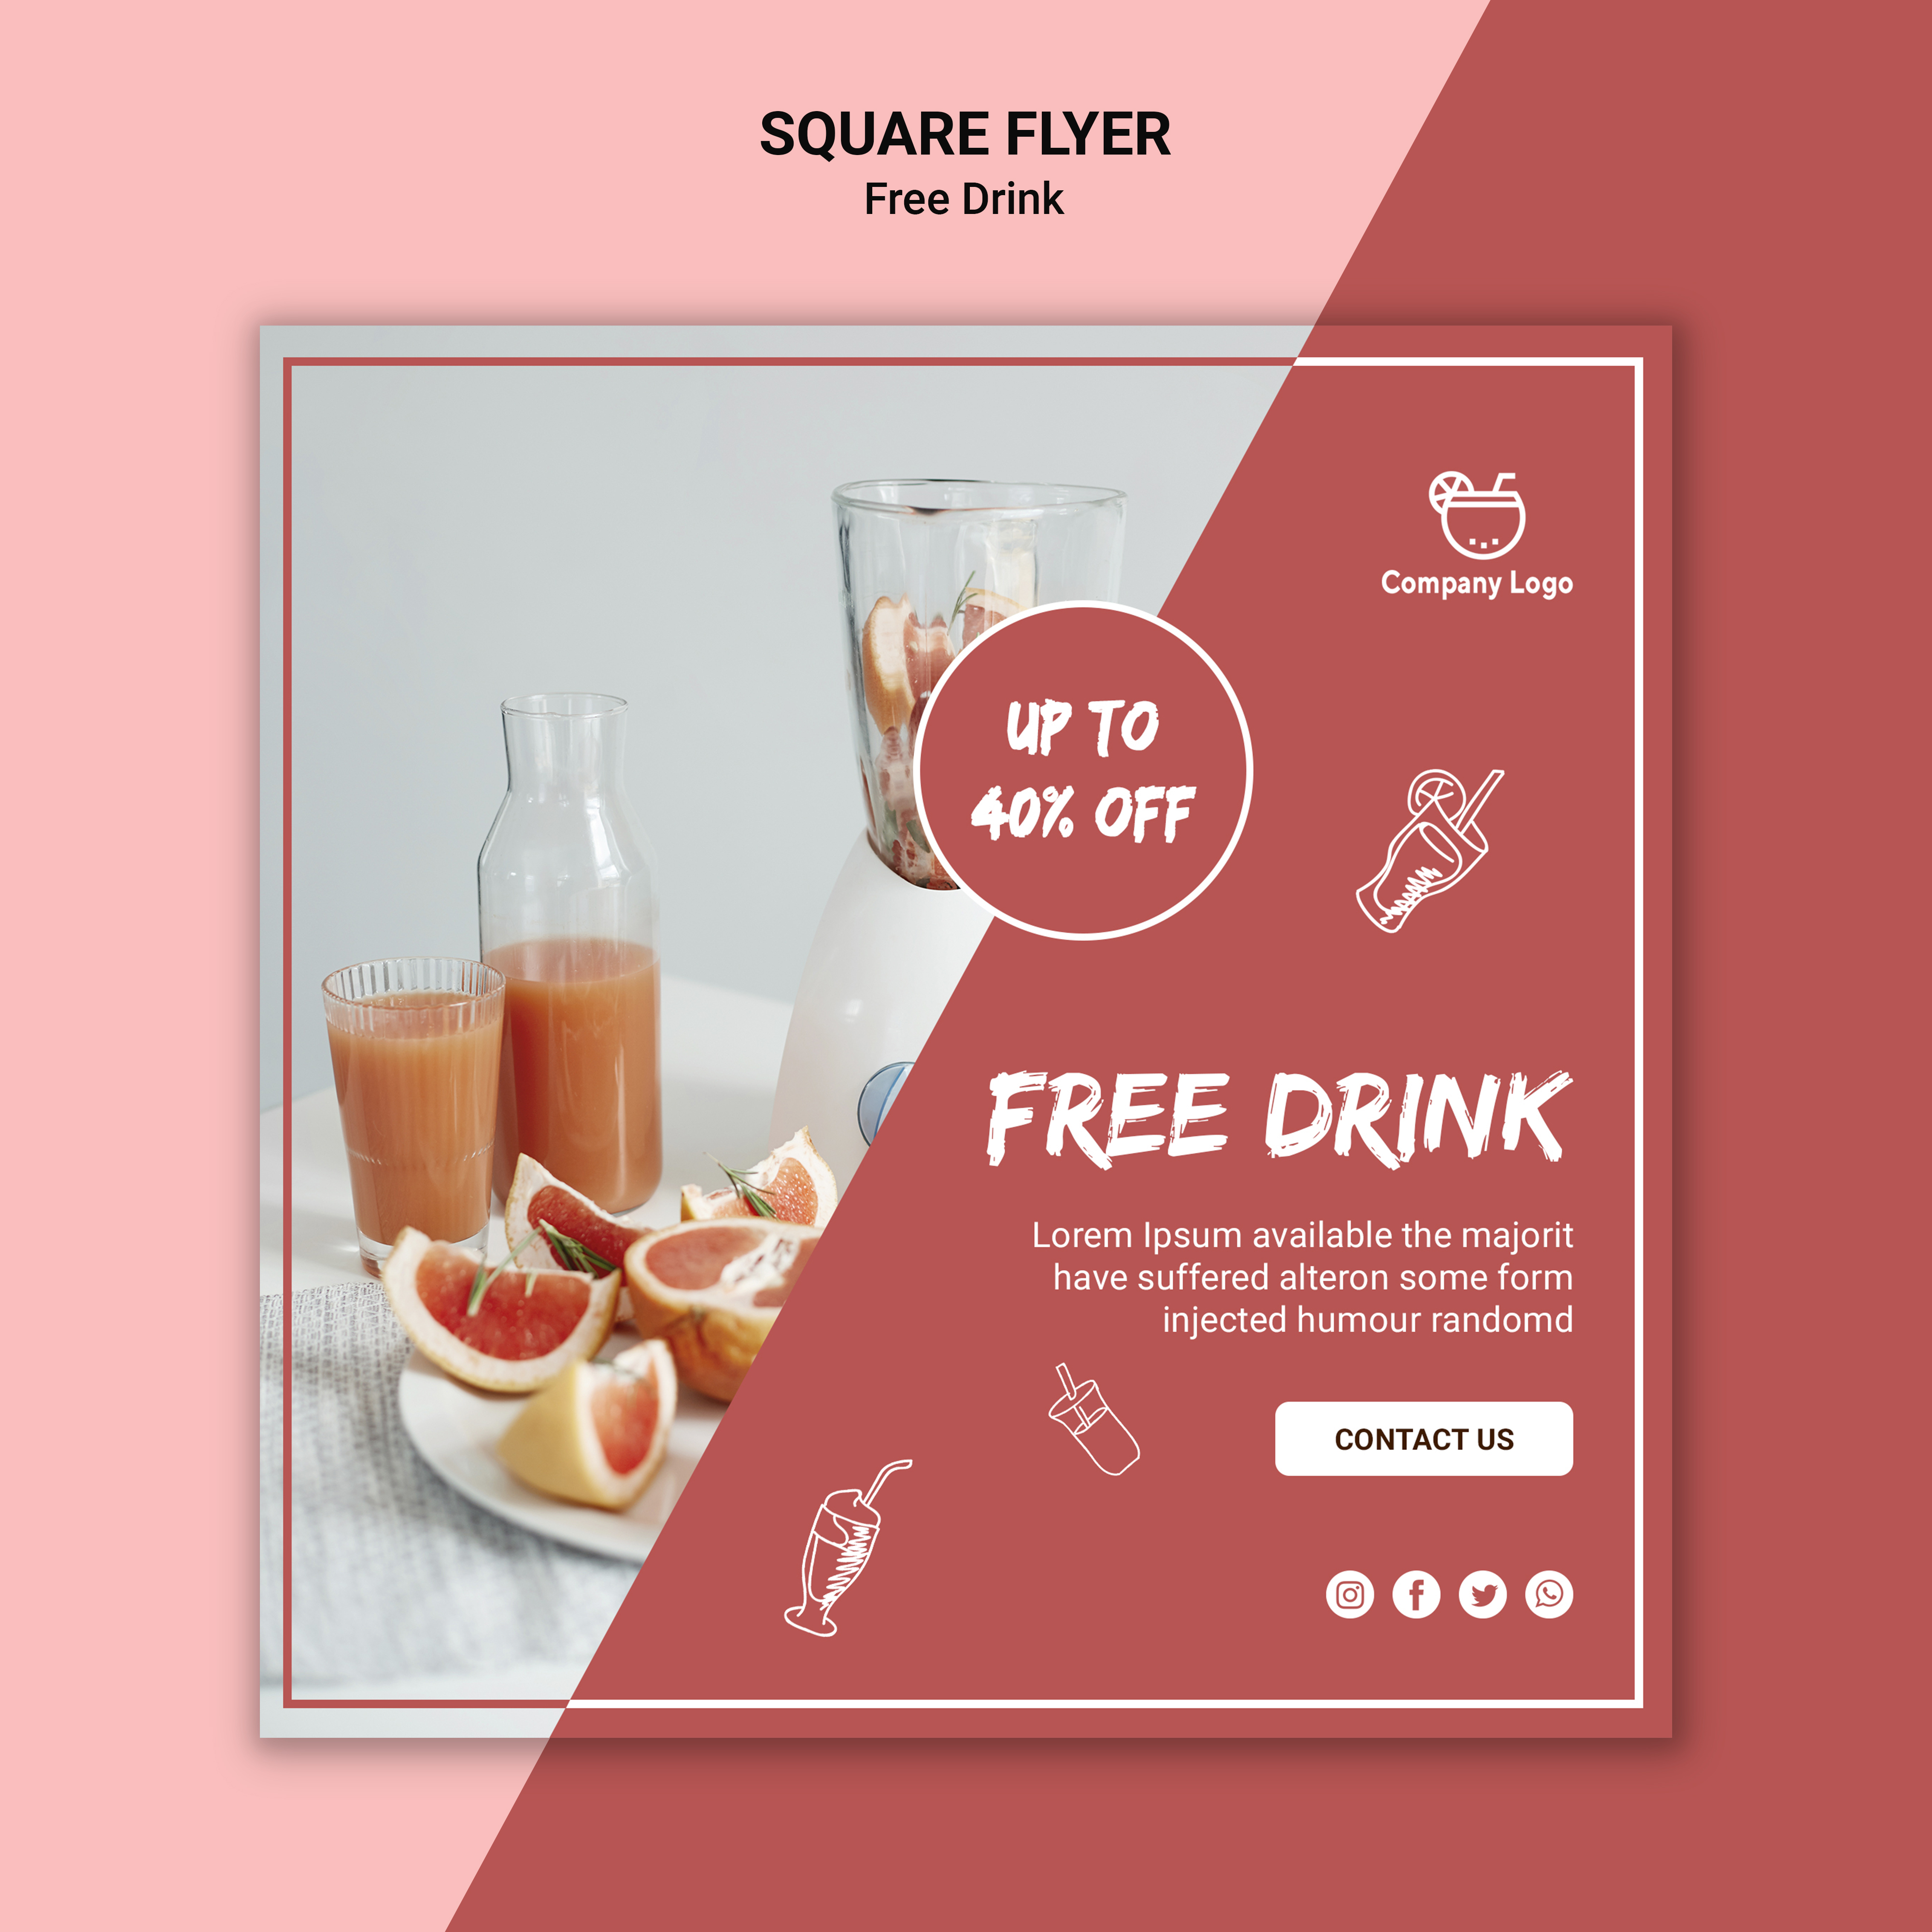 SQUARE FLYER
Free Drink
Company Logo
UP TO
40% OFF
FREE DRINK
Lorem Ipsum available the majorit
have suffered alteron some form
injected humour randomd
CONTACT US